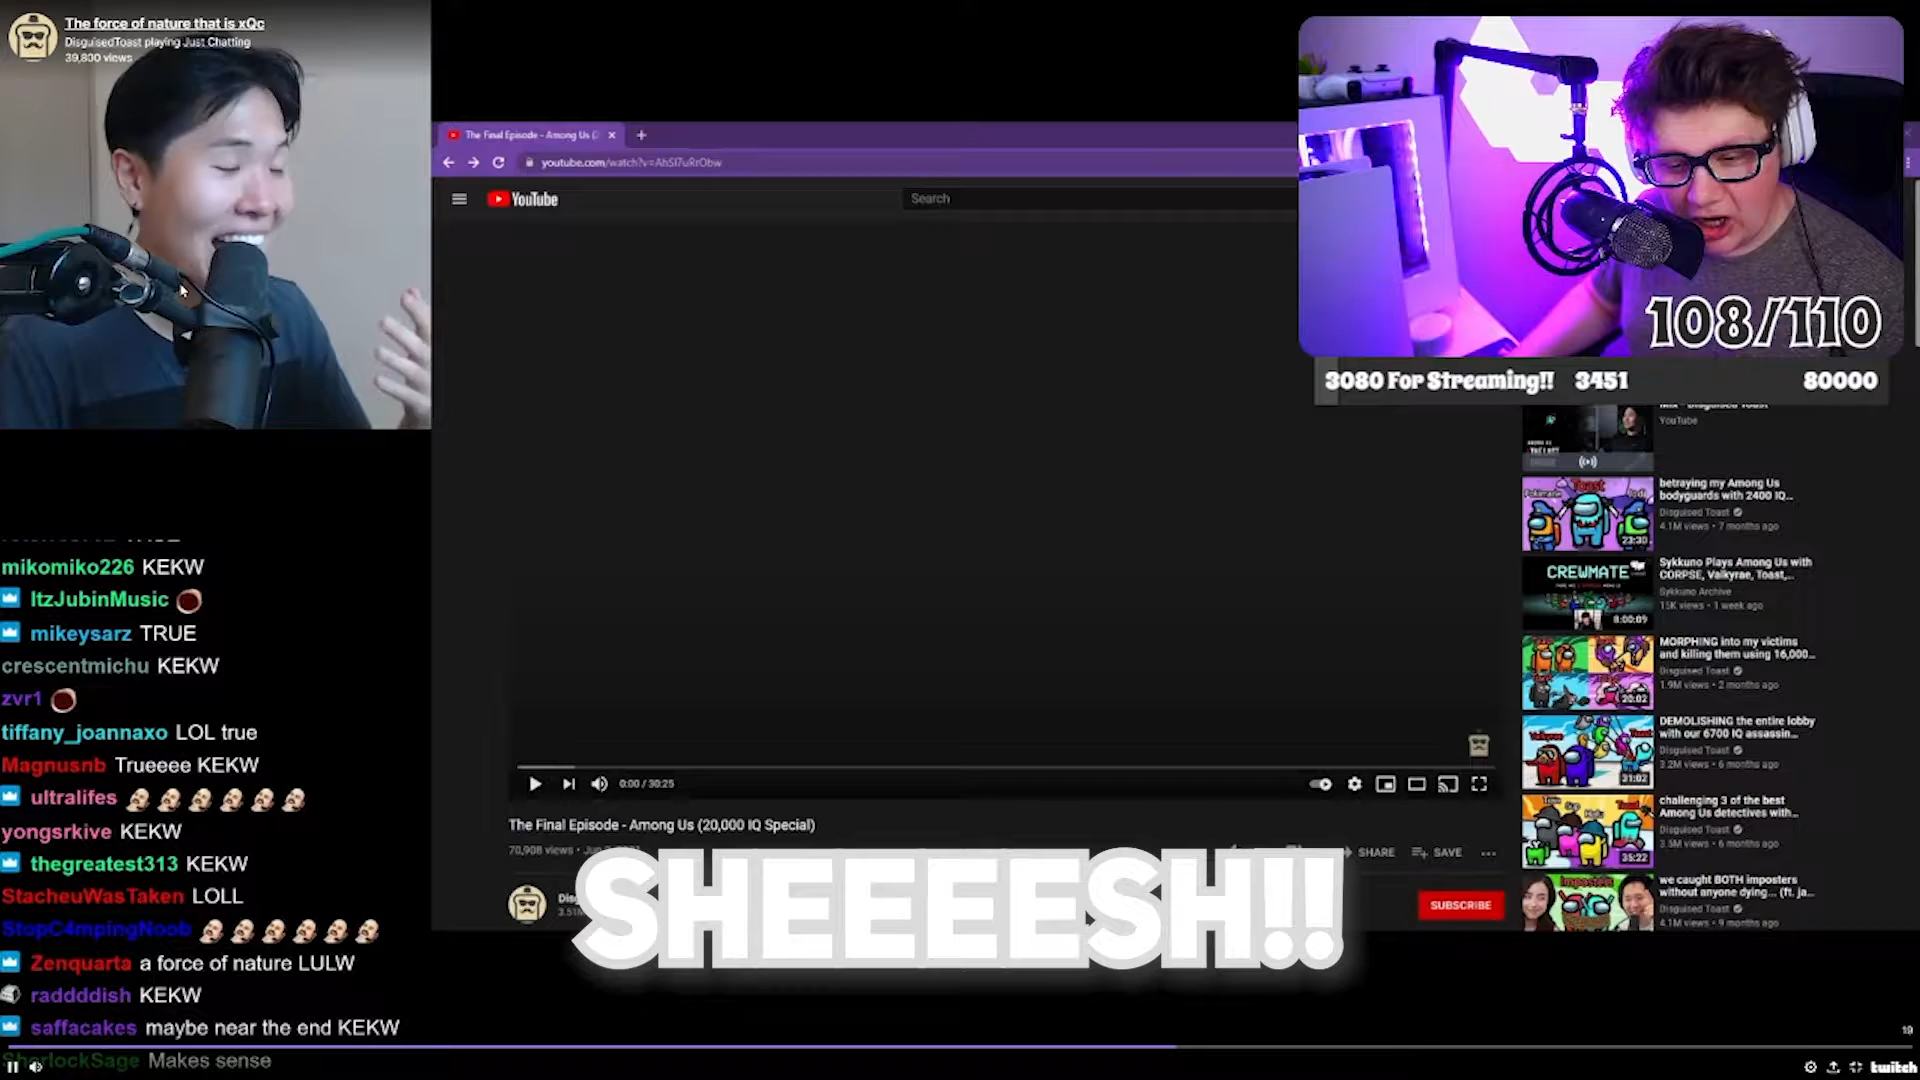 The force of nature that is xQc
DisguisedToast playing Just Chatting
39,800 views
The Final Episode - Among Us (2
youtube.com/watch?v=AhSI7uRrObw
YouTube
Search
108/110
3080 For Streaming!! 3451 80000
YouTube
betraying my Among Us
bodyguards with 2400 IQ...
Disguised Toast
4.1M views • 7 months ago
Toast
23:30
Sykkuno Plays Among Us with
CORPSE, Valkyrae, Toast,...
Sykkuno Archive
15K views • 1 week ago
CREWMATE
8:00:09
MORPHING into my victims
and killing them using 16,000...
Disguised Toast
1.9M views • 2 months ago
20:02
DEMOLISHING the entire lobby
with our 6700 IQ assassin...
Disguised Toast
3.2M views • 6 months ago
Valkyrae
Toast
31:02
challenging 3 of the best
Among Us detectives with...
Disguised Toast
3.5M views • 6 months ago
35:22
we caught BOTH imposters
without anyone dying... (ft. ja...
Disguised Toast
4.1M views • 9 months ago
Imposters
0:00 / 30:25
The Final Episode - Among Us (20,000 IQ Special)
70,908 views
SHARE
SAVE
SUBSCRIBE
SHEEEESH!!
mikomiko226 KEKW
ItzJubinMusic
mikeysarz TRUE
crescentmichu KEKW
zvr1
tiffany_joannaxo LOL true
Magnusnb Trueeee KEKW
ultralifes
yongsrkive KEKW
thegreatest313 KEKW
StacheuWasTaken LOLL
StopC4mpingNoob
Zenquarta a force of nature LULW
raddddish KEKW
saffacakes maybe near the end KEKW
SherlockSage Makes sense
19
twitch